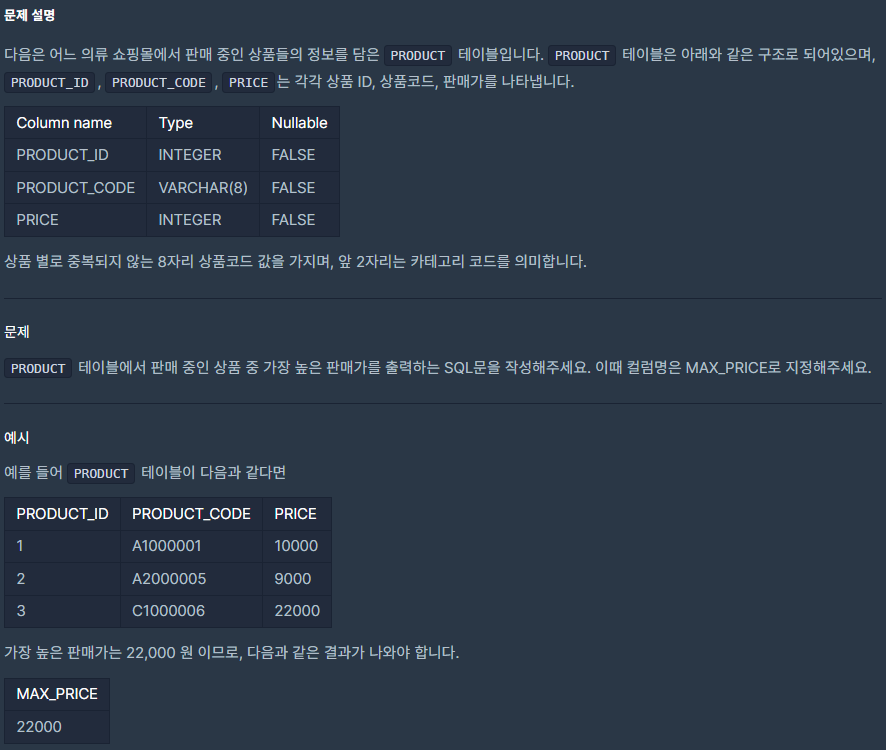 문제 설명
다음은 어느 의류 쇼핑몰에서 판매 중인 상품들의 정보를 담은 PRODUCT 테이블입니다. PRODUCT 테이블은 아래와 같은 구조로 되어있으며,
PRODUCT_ID, PRODUCT_CODE, PRICE는 각각 상품 ID, 상품코드, 판매가를 나타냅니다.
Column name Type Nullable
PRODUCT_ID INTEGER FALSE
PRODUCT_CODE VARCHAR(8) FALSE
PRICE INTEGER FALSE
상품 별로 중복되지 않는 8자리 상품코드 값을 가지며, 앞 2자리는 카테고리 코드를 의미합니다.
문제
PRODUCT 테이블에서 판매 중인 상품 중 가장 높은 판매가를 출력하는 SQL문을 작성해주세요. 이때 컬럼명은 MAX_PRICE로 지정해주세요.
예시
예를 들어 PRODUCT 테이블이 다음과 같다면
PRODUCT_ID PRODUCT_CODE PRICE
1 A1000001 10000
2 A2000005 9000
3 C1000006 22000
가장 높은 판매가는 22,000 원 이므로, 다음과 같은 결과가 나와야 합니다.
MAX_PRICE
22000